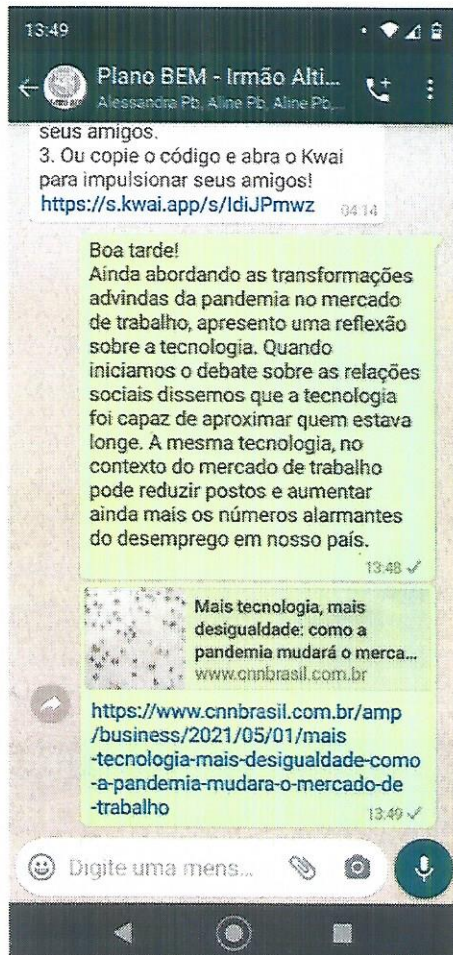 13:49
Plano BEM - Irmão Alti...
Alessandra Pb, Aline Pb, Aline Pb,...
seus amigos.
3. Ou copie o código e abra o Kwai
para impulsionar seus amigos!
https://s.kwai.app/s/IdiJPmwz 04:14
Boa tarde!
Ainda abordando as transformações
advindas da pandemia no mercado
de trabalho, apresento uma reflexão
sobre a tecnologia. Quando
iniciamos o debate sobre as relações
sociais dissemos que a tecnologia
foi capaz de aproximar quem estava
longe. A mesma tecnologia, no
contexto do mercado de trabalho
pode reduzir postos e aumentar
ainda mais os números alarmantes
do desemprego em nosso país.
13:48
Mais tecnologia, mais
desigualdade: como a
pandemia mudará o merca...
www.cnnbrasil.com.br
https://www.cnnbrasil.com.br/amp
/business/2021/05/01/mais
-tecnologia-mais-desigualdade-como
-a-pandemia-mudara-o-mercado-de
-trabalho 13:49
Digite uma mens...